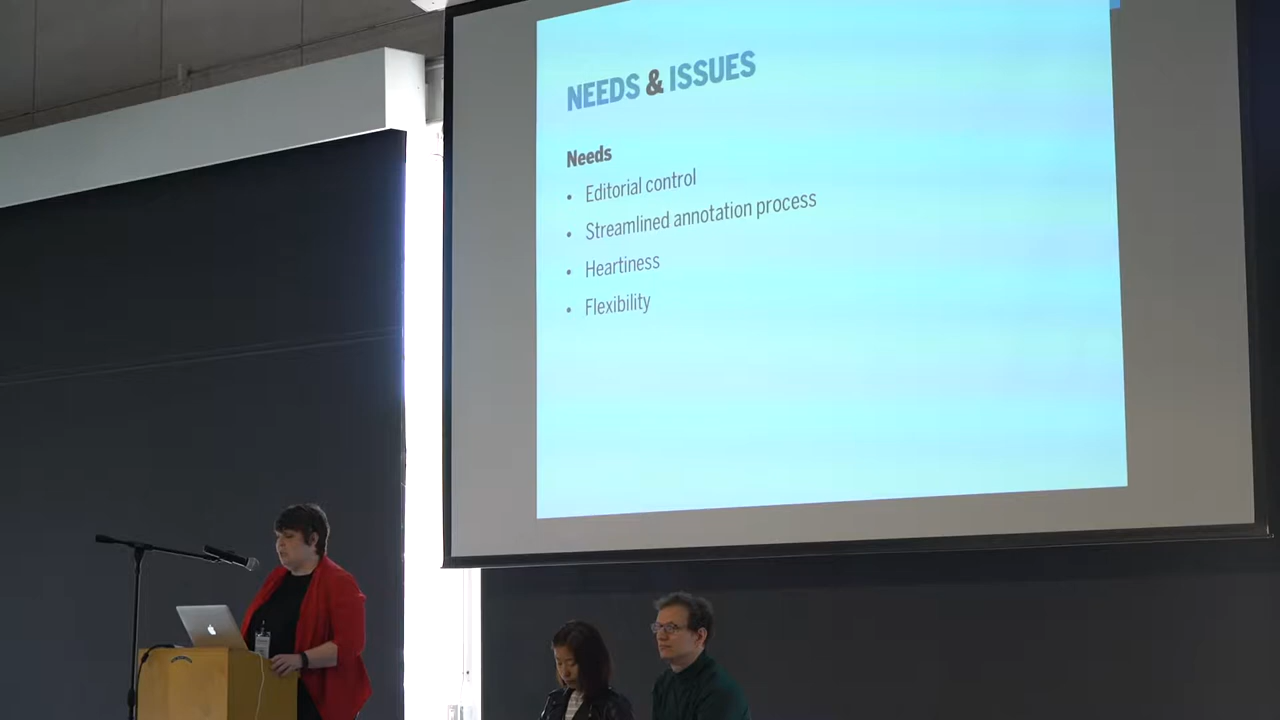 NEEDS & ISSUES
Needs
• Editorial control
• Streamlined annotation process
• Heartiness
• Flexibility